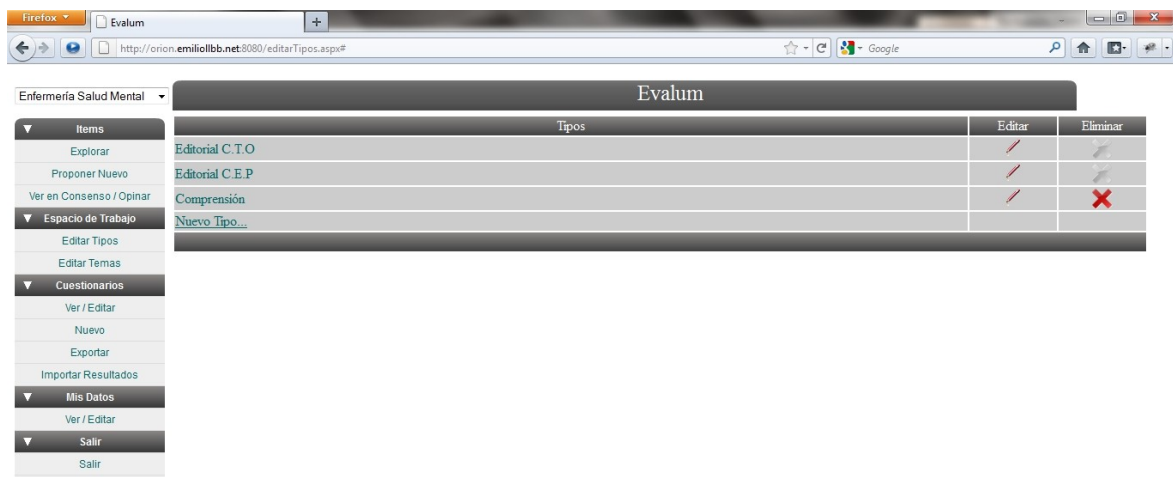 Firefox
Evalum
http://orion.emiliollbb.net:8080/editarTipos.aspx#
Google
Enfermería Salud Mental
Evalum
Items
Explorar
Proponer Nuevo
Ver en Consenso / Opinar
Espacio de Trabajo
Editar Tipos
Editar Temas
Cuestionarios
Ver / Editar
Nuevo
Exportar
Importar Resultados
Mis Datos
Ver / Editar
Salir
Salir
Tipos Editar Eliminar
Editorial C.T.O
Editorial C.E.P
Comprensión
Nuevo Tipo...